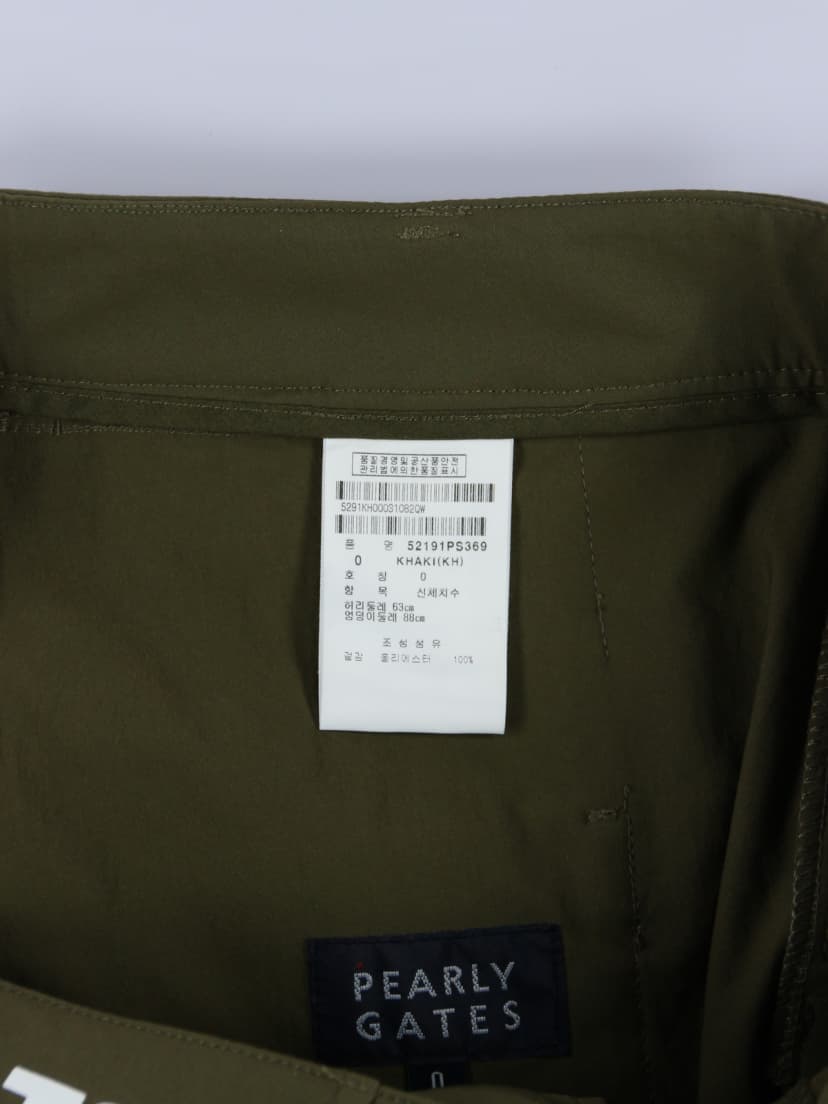 품질경영및공산품안전
관리법에의한품질표시
5291KH000310820W
품 명 52191PS369
0 KHAKI(KH)
호 칭 0
항 목 신체치수
허리둘레 63cm
엉덩이둘레 88cm
조성섬유
겉감 폴리에스터 100%
PEARLY
GATES
0